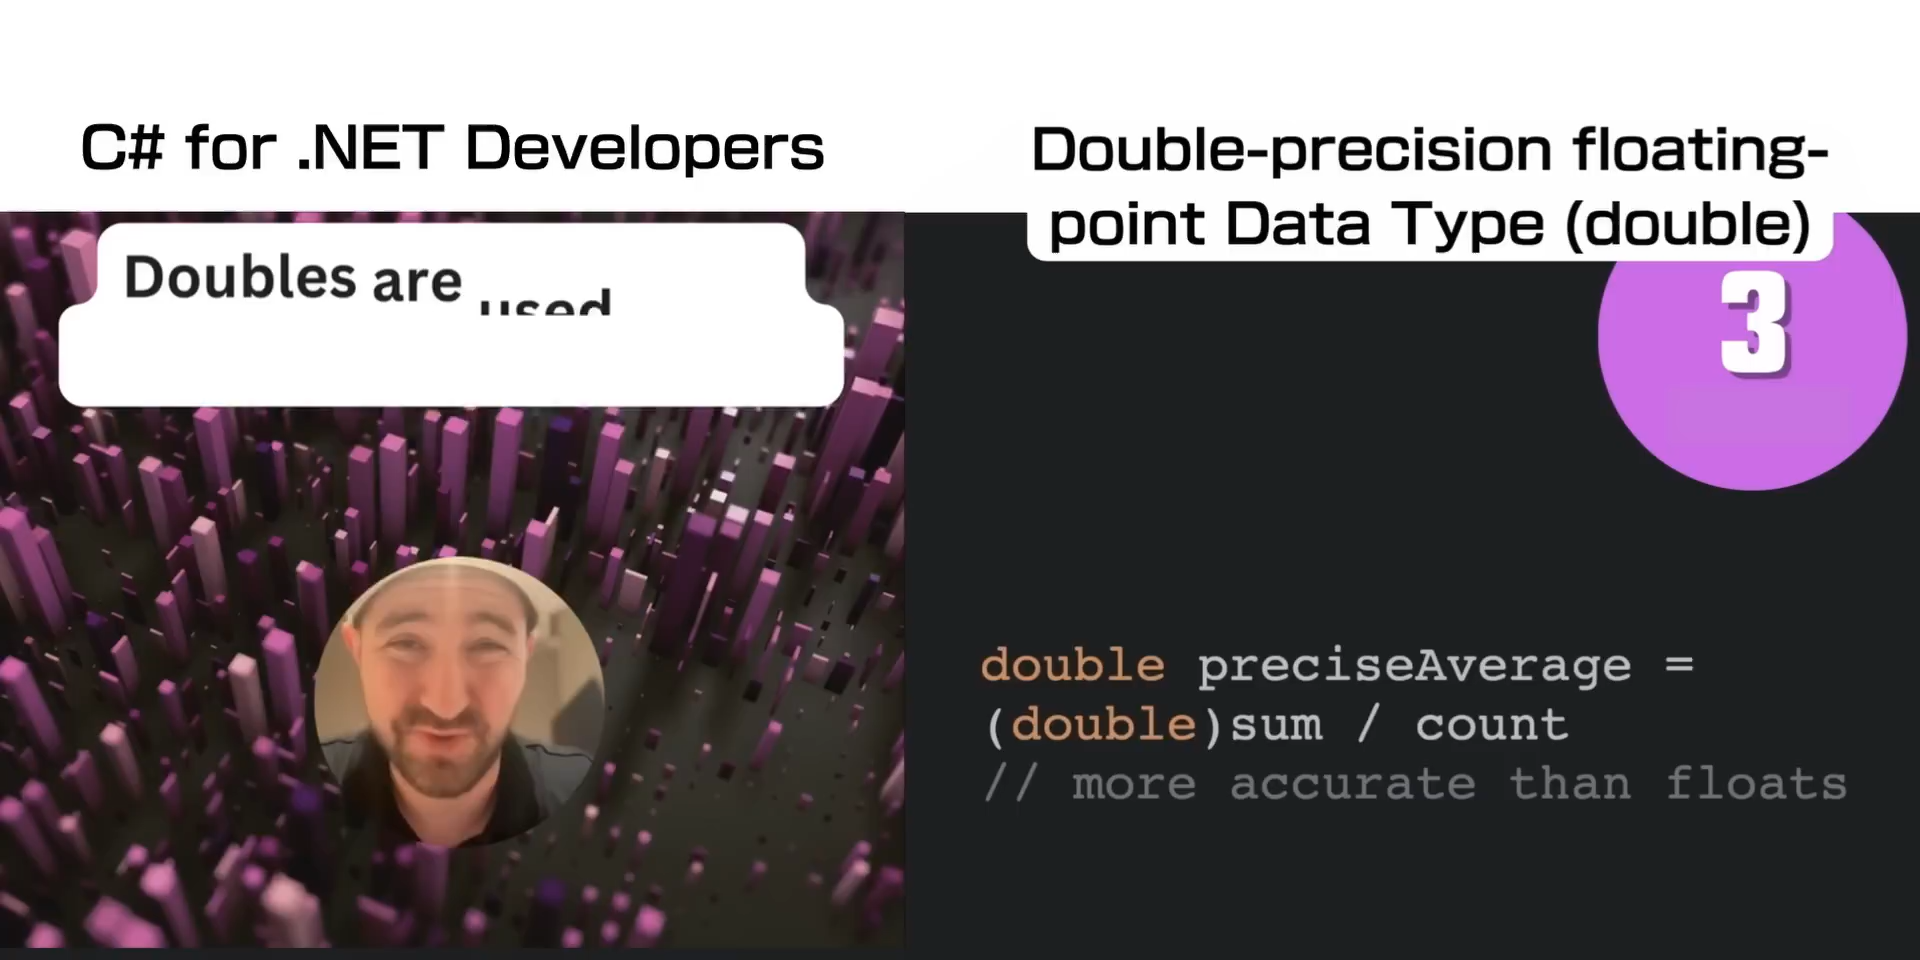 C# for .NET Developers
Doubles are used
Double-precision floating-
point Data Type (double)
3
double preciseAverage =
(double)sum / count
// more accurate than floats